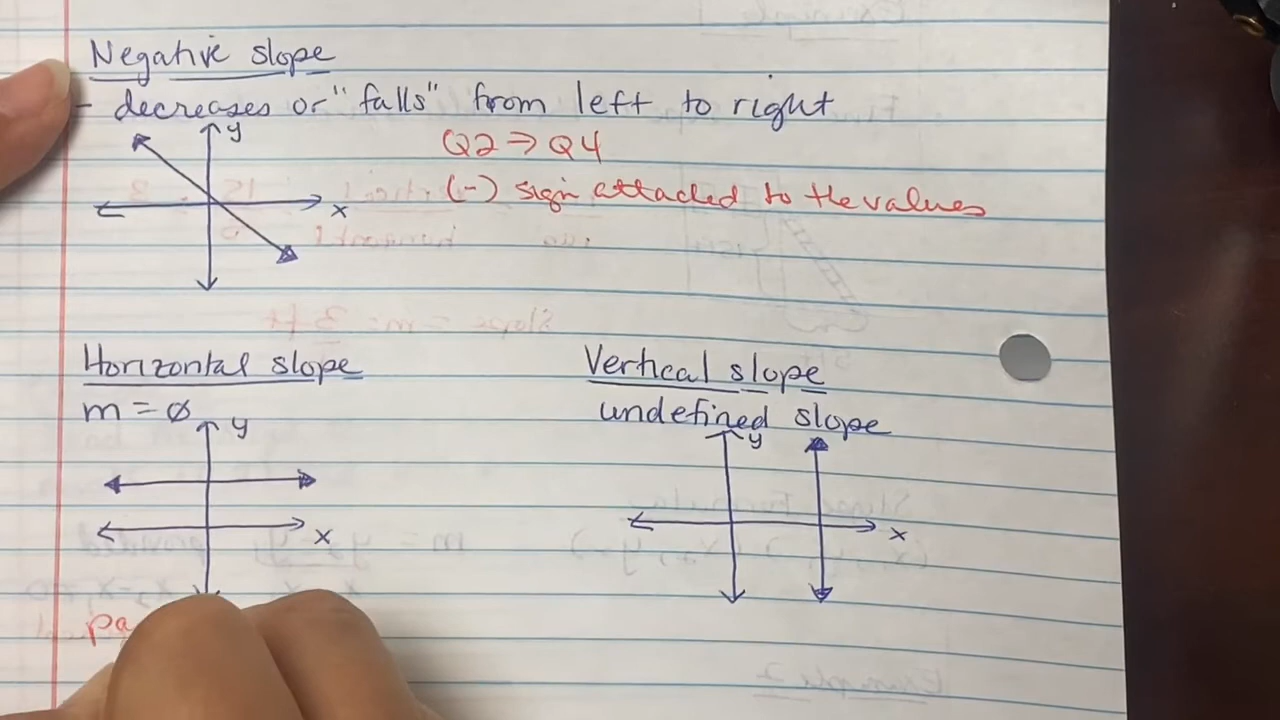 Negative slope
- decreases or "falls" from left to right
y
x
Q2 ⇒ Q4
(-) sign attached to the values
Horizontal slope
m = ∅
y
x
pa
Vertical slope
undefined slope
y
x